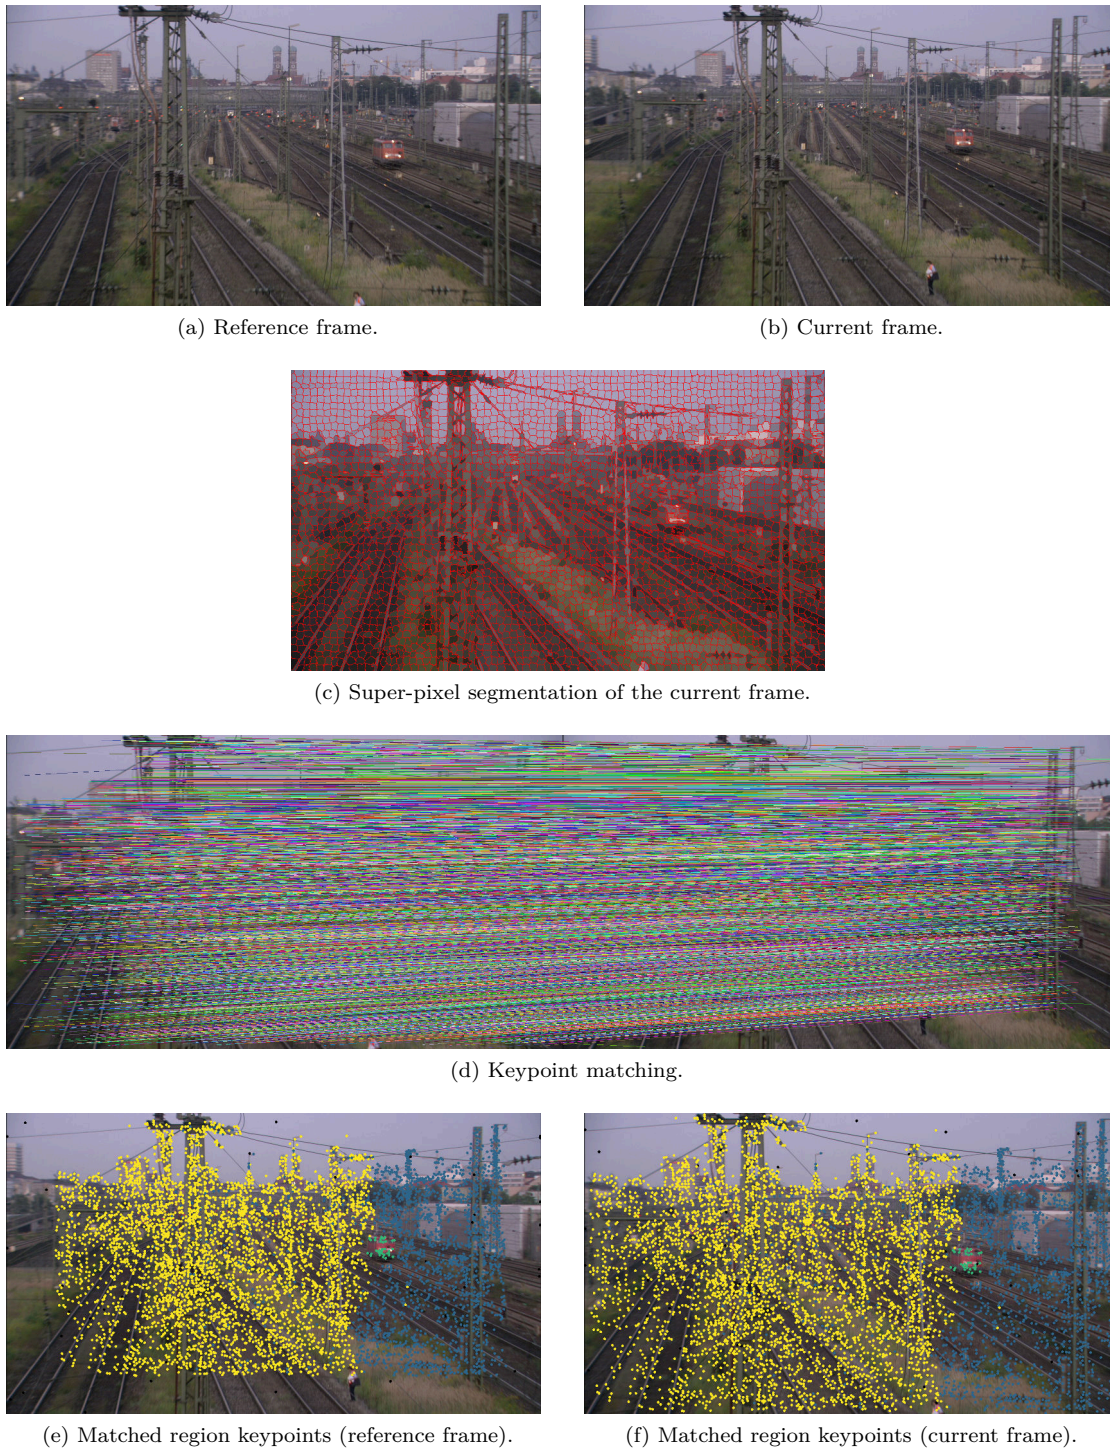 (a) Reference frame.
(b) Current frame.
(c) Super-pixel segmentation of the current frame.
(d) Keypoint matching.
(e) Matched region keypoints (reference frame).
(f) Matched region keypoints (current frame).